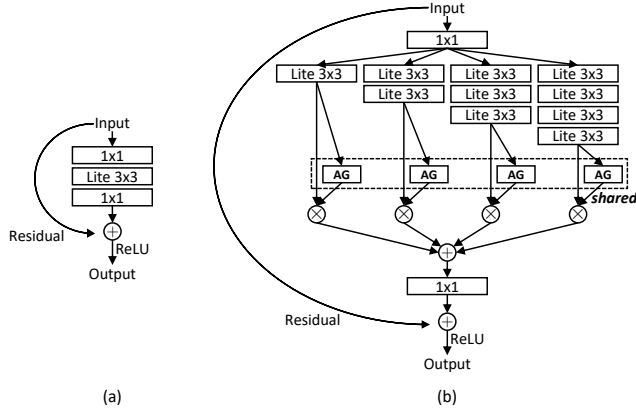 Input
1x1
Lite 3x3
1x1
Residual
ReLU
Output
(a)
Input
1x1
Lite 3x3 Lite 3x3 Lite 3x3 Lite 3x3
Lite 3x3 Lite 3x3 Lite 3x3
Lite 3x3 Lite 3x3
Lite 3x3
AG AG AG AG
shared
1x1
Residual
ReLU
Output
(b)